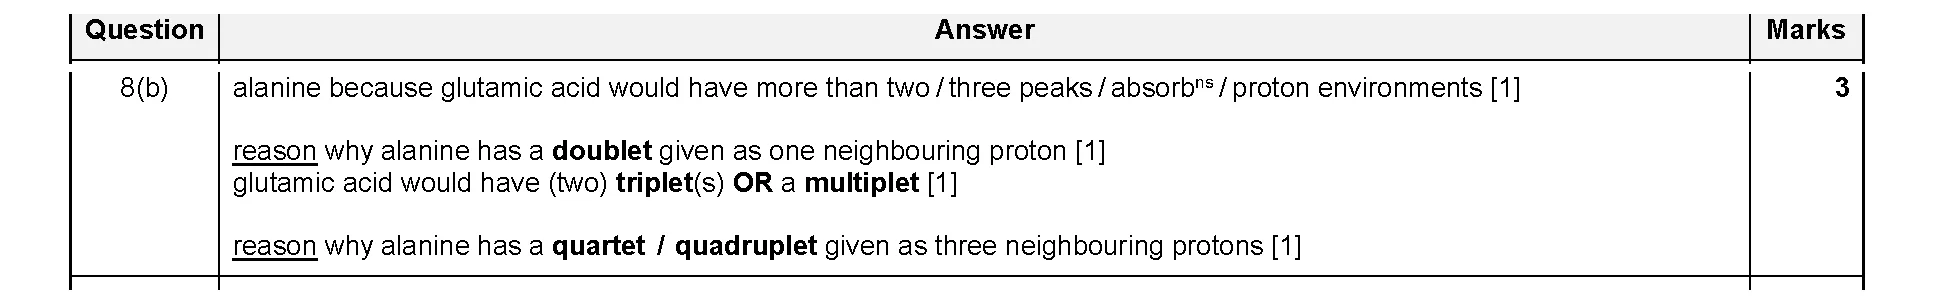 Question Answer Marks
8(b) alanine because glutamic acid would have more than two / three peaks / absorbⁿˢ / proton environments [1] 3
reason why alanine has a doublet given as one neighbouring proton [1]
glutamic acid would have (two) triplet(s) OR a multiplet [1]
reason why alanine has a quartet / quadruplet given as three neighbouring protons [1]